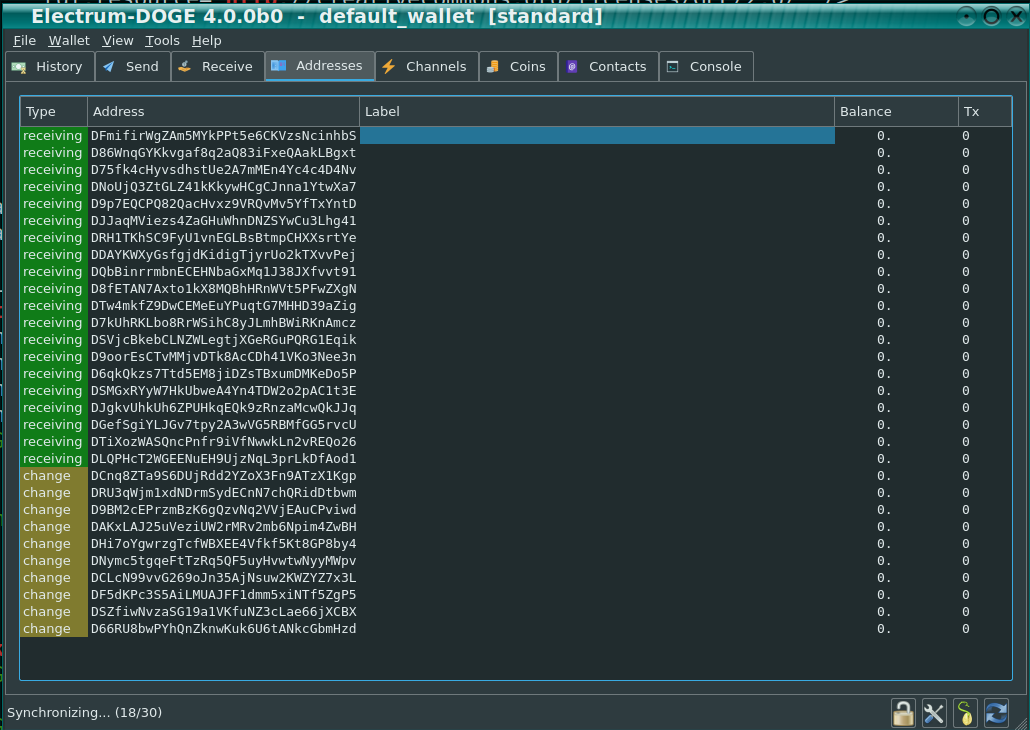 Electrum-DOGE 4.0.0b0 - default_wallet [standard]
File Wallet View Tools Help
History Send Receive Addresses Channels Coins Contacts Console
Type Address Label Balance Tx
receiving DFmifirWgZAm5MYkPPt5e6CKVzsNcinhbS 0. 0
receiving D86WnqGYKkvgaf8q2aQ83iFxeQAakLBgxt 0. 0
receiving D75fk4cHyvsdhstUe2A7mMEn4Yc4c4D4Nv 0. 0
receiving DNoUjQ3ZtGLZ41kKkywHCgCJnna1YtwXa7 0. 0
receiving D9p7EQCPQ82QacHvxz9VRQvMv5YfTxYntD 0. 0
receiving DJJaqMViezs4ZaGHuWhnDNZSYwCu3Lhg41 0. 0
receiving DRH1TKhSC9FyU1vnEGLBsBtmpCHXXsrtYe 0. 0
receiving DDAYKWXyGsfgjdKidigTjyrUo2kTXvvPej 0. 0
receiving DQbBinrrmbnECEHNbaGxMq1J38JXfvvt91 0. 0
receiving D8fETAN7Axto1kX8MQBhHRnWVt5PFwZXgN 0. 0
receiving DTw4mkfZ9DwCEMeEuYPuqtG7MHHD39aZig 0. 0
receiving D7kUhRKLbo8RrWSihC8yJLmhBWiRKnAmcz 0. 0
receiving DSVjcBkebCLNZWLegtjXGeRGuPQRG1Eqik 0. 0
receiving D9oorEsCTvMMjvDTk8AcCDh41VKo3Nee3n 0. 0
receiving D6qkQkzs7Ttd5EM8jiDZsTBxumDMKeDo5P 0. 0
receiving DSMGxRYyW7HkUbweA4Yn4TDW2o2pAC1t3E 0. 0
receiving DJgkvUhkUh6ZPUHkqEQk9zRnzaMcwQkJJq 0. 0
receiving DGefSgiYLJGv7tpy2A3wVG5RBMfGG5rvcU 0. 0
receiving DTiXozWASQncPnfr9iVfNwwkLn2vREQo26 0. 0
receiving DLQPHcT2WGEENuEH9UjzNqL3prLkDfAod1 0. 0
change DCnq8ZTa9S6DUjRdd2YZoX3Fn9ATzX1Kgp 0. 0
change DRU3qWjm1xdNDrmSydECnN7chQRidDtbwm 0. 0
change D9BM2cEPrzmBzK6gQzvNq2VVjEAuCPviwd 0. 0
change DAKxLAJ25uVeziUW2rMRv2mb6Npim4ZwBH 0. 0
change DHi7oYgwrzgTcfWBXEE4Vfkf5Kt8GP8by4 0. 0
change DNymc5tgqeFtTzRq5QF5uyHvwtwNyyMWpv 0. 0
change DCLcN99vvG269oJn35AjNsuw2KWZYZ7x3L 0. 0
change DF5dKPc3S5AiLMUAJFF1dmm5xiNTf5ZgP5 0. 0
change DSZfiwNvzaSG19a1VKfuNZ3cLae66jXCBX 0. 0
change D66RU8bwPYhQnZknwKuk6U6tANkcGbmHzd 0. 0
Synchronizing... (18/30)